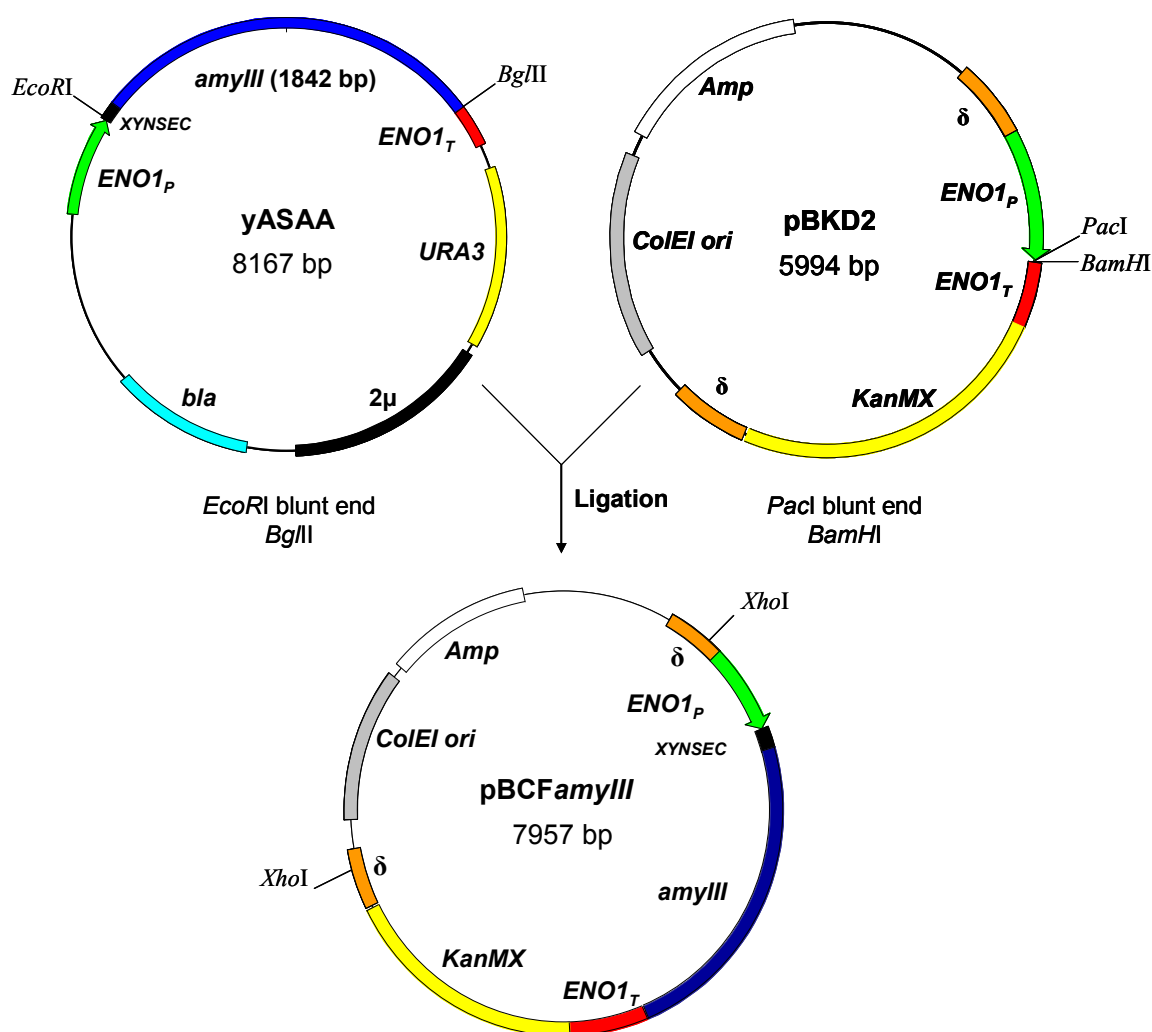 amyIII (1842 bp)
EcoRI
BglII
XYNSEC
ENO1T
ENO1P
yASAA
8167 bp
URA3
bla
2μ
EcoRI blunt end
BglII
Amp
δ
ENO1P
PacI
BamHI
ColEI ori
pBKD2
5994 bp
ENO1T
KanMX
δ
PacI blunt end
BamHI
Ligation
XhoI
Amp
δ
ENO1P
XYNSEC
ColEI ori
pBCFamyIII
7957 bp
δ
XhoI
amyIII
KanMX
ENO1T